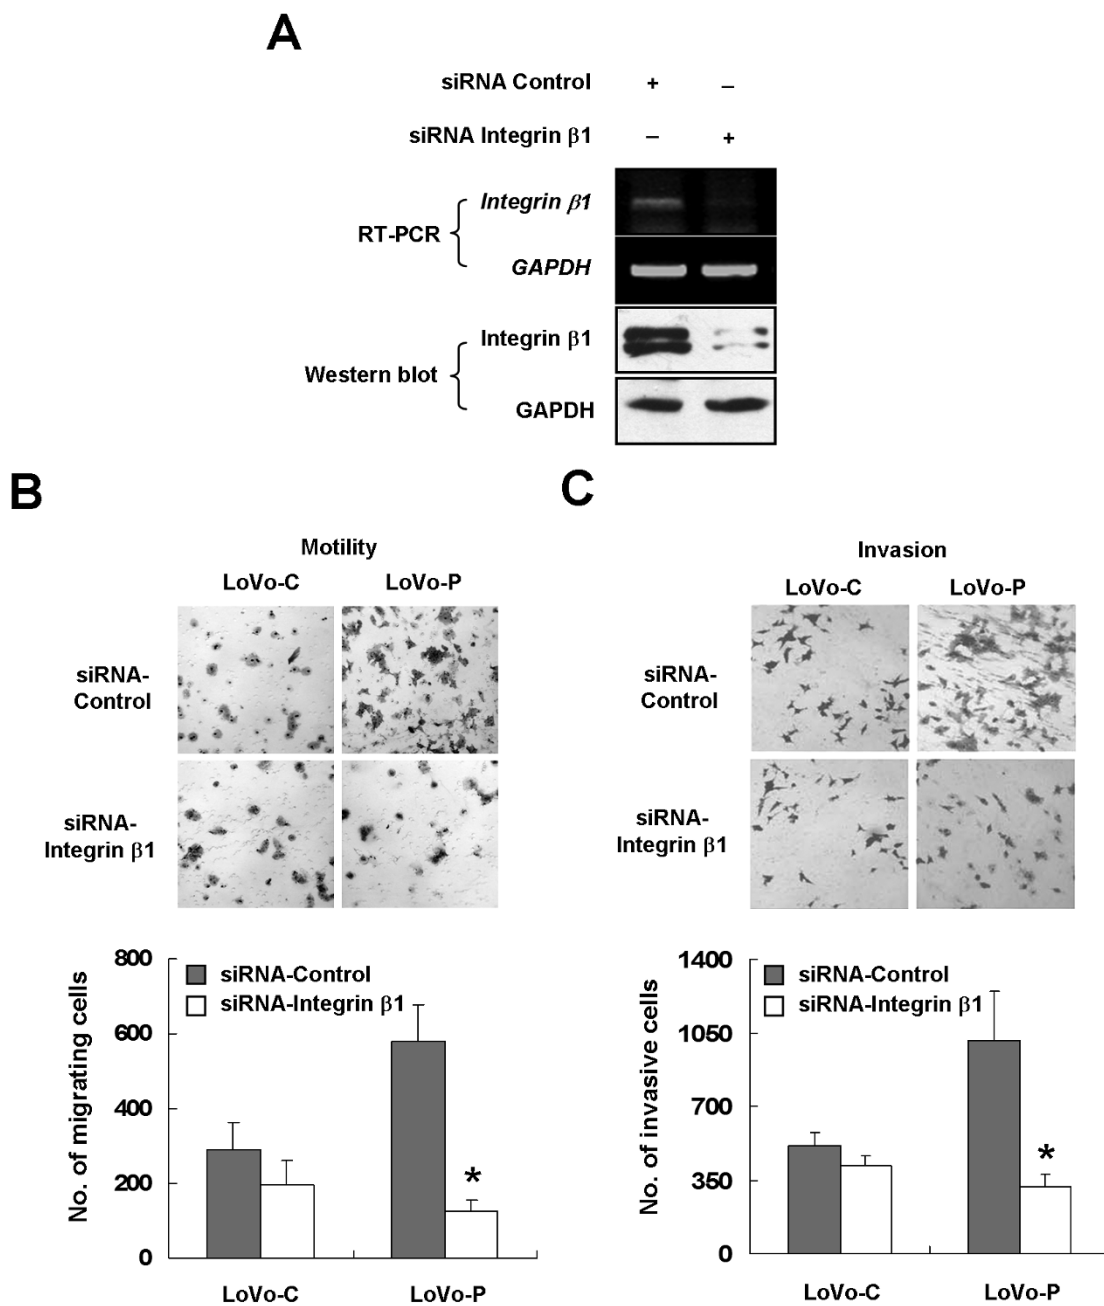 A
siRNA Control + –
siRNA Integrin β1 – +
RT-PCR
Integrin β1
GAPDH
Western blot
Integrin β1
GAPDH
B
Motility
LoVo-C LoVo-P
siRNA-
Control
siRNA-
Integrin β1
800
600
400
200
0
No. of migrating cells
siRNA-Control
siRNA-Integrin β1
*
LoVo-C LoVo-P
C
Invasion
LoVo-C LoVo-P
siRNA-
Control
siRNA-
Integrin β1
1400
1050
700
350
0
No. of invasive cells
siRNA-Control
siRNA-Integrin β1
*
LoVo-C LoVo-P